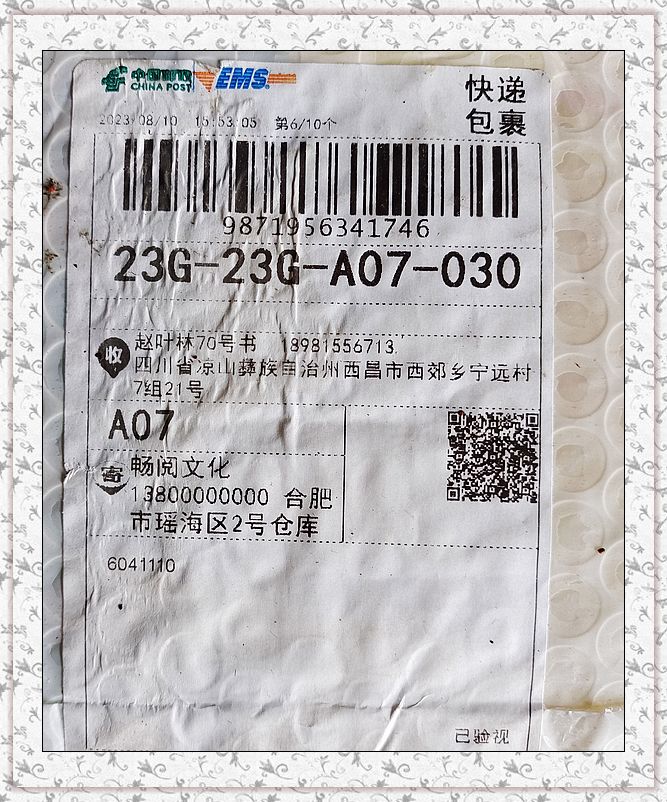 中国邮政
CHINA POST
EMS
快递
包裹
2023/08/10 15:53:05 第6/10个
9871956341746
23G-23G-A07-030
收
赵叶林70号书 18981556713
四川省凉山彝族自治州西昌市西郊乡宁远村
7组21号
A07
寄
畅阅文化
13800000000 合肥
市瑶海区2号仓库
6041110
已验视